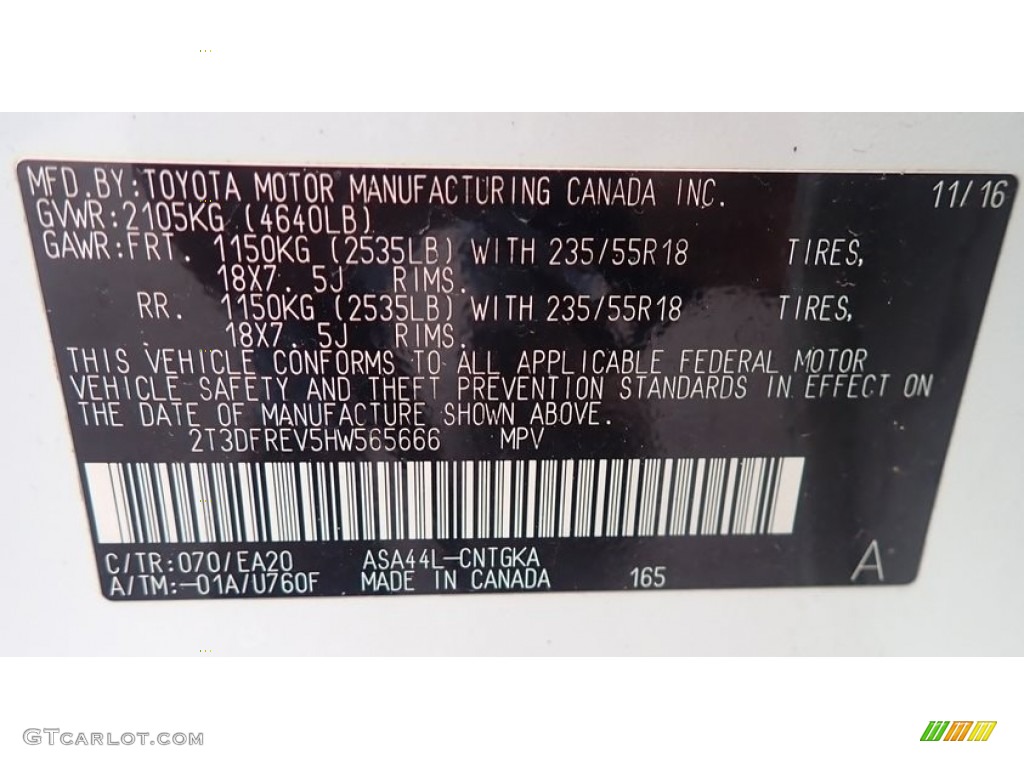 MFD.BY:TOYOTA MOTOR MANUFACTURING CANADA INC. 11/16
GVWR:2105KG (4640LB)
GAWR:FRT. 1150KG (2535LB) WITH 235/55R18 TIRES,
18X7. 5J RIMS.
RR. 1150KG (2535LB) WITH 235/55R18 TIRES,
18X7. 5J RIMS.
THIS VEHICLE CONFORMS TO ALL APPLICABLE FEDERAL MOTOR
VEHICLE SAFETY AND THEFT PREVENTION STANDARDS IN EFFECT ON
THE DATE OF MANUFACTURE SHOWN ABOVE.
2T3DFREV5HW565666 MPV
C/TR:070/EA20 ASA44L-CNTGKA
A/TM:-01A/U760F MADE IN CANADA 165 A
GTCARLOT.COM